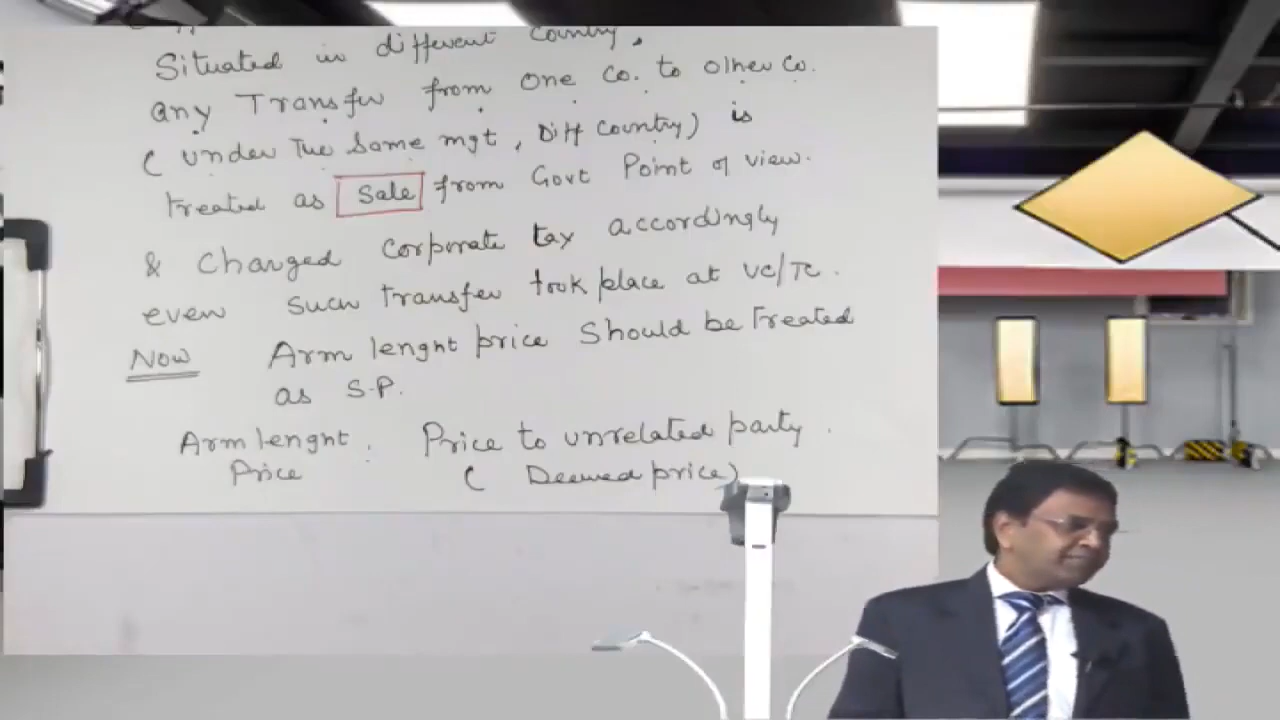 Situated in different Country.
any Transfer from One Co. to Other Co.
( under The Same mgt, Diff Country) is
treated as Sale from Govt Point of view.
& Charged Corporate tax accordingly
even Such transfer took place at VC/TC.
Now Arm lenght price Should be Treated
as S.P.
Arm lenght Price to unrelated party.
Price ( Deemed price)